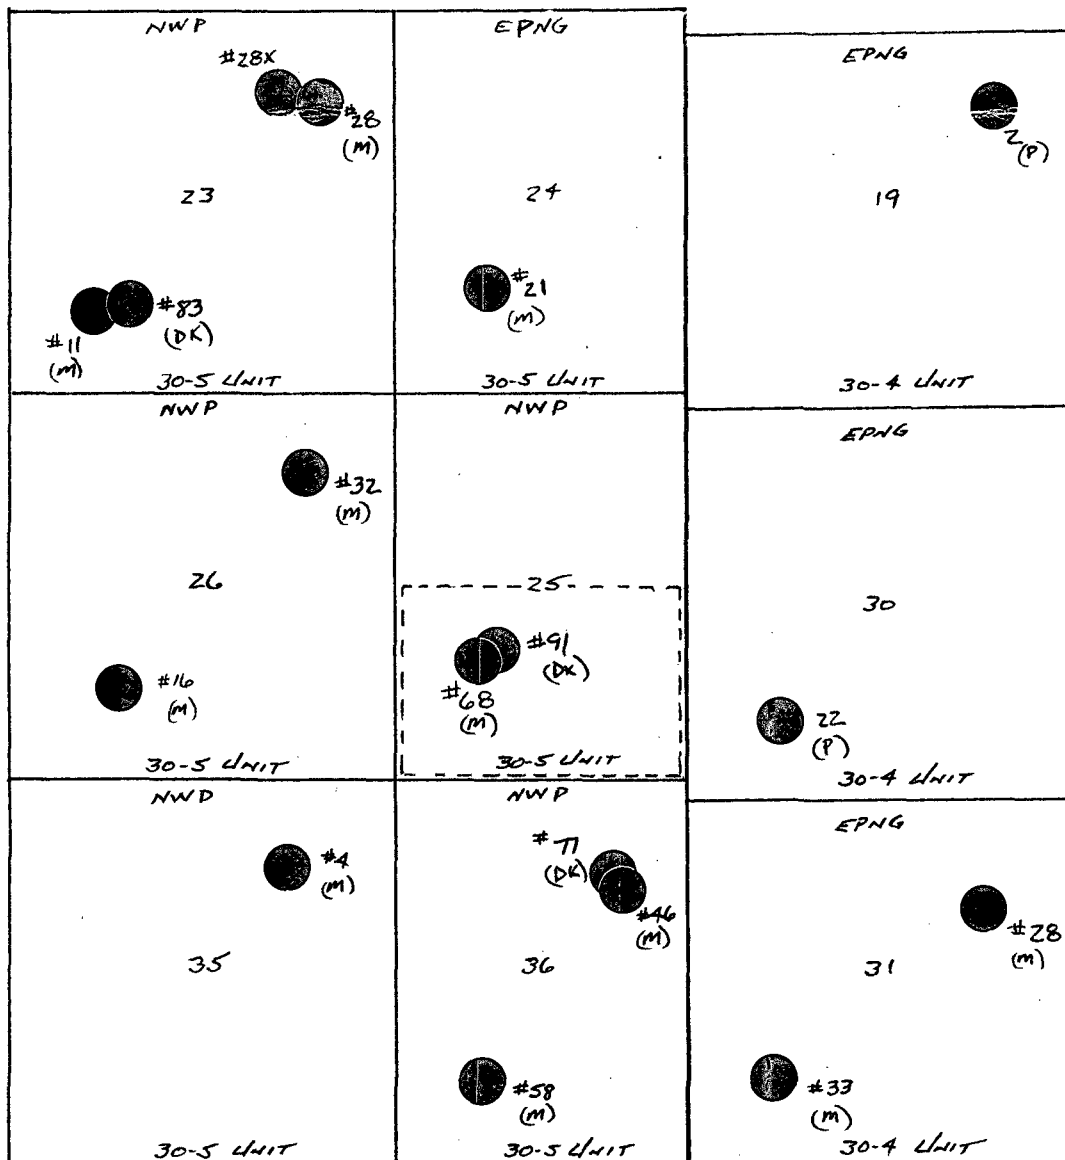 NWP
#28X
#28
(M)
23
#11
(M)
#83
(DK)
30-5 UNIT
EPNG
24
#21
(M)
30-5 UNIT
EPNG
2
(P)
19
30-4 UNIT
NWP
#32
(M)
26
#16
(M)
30-5 UNIT
NWP
25
#91
(DK)
#68
(M)
30-5 UNIT
EPNG
30
22
(P)
30-4 UNIT
NWP
#4
(M)
35
30-5 UNIT
NWP
#77
(DK)
#46
(M)
36
#58
(M)
30-5 UNIT
EPNG
#28
(M)
31
#33
(M)
30-4 UNIT